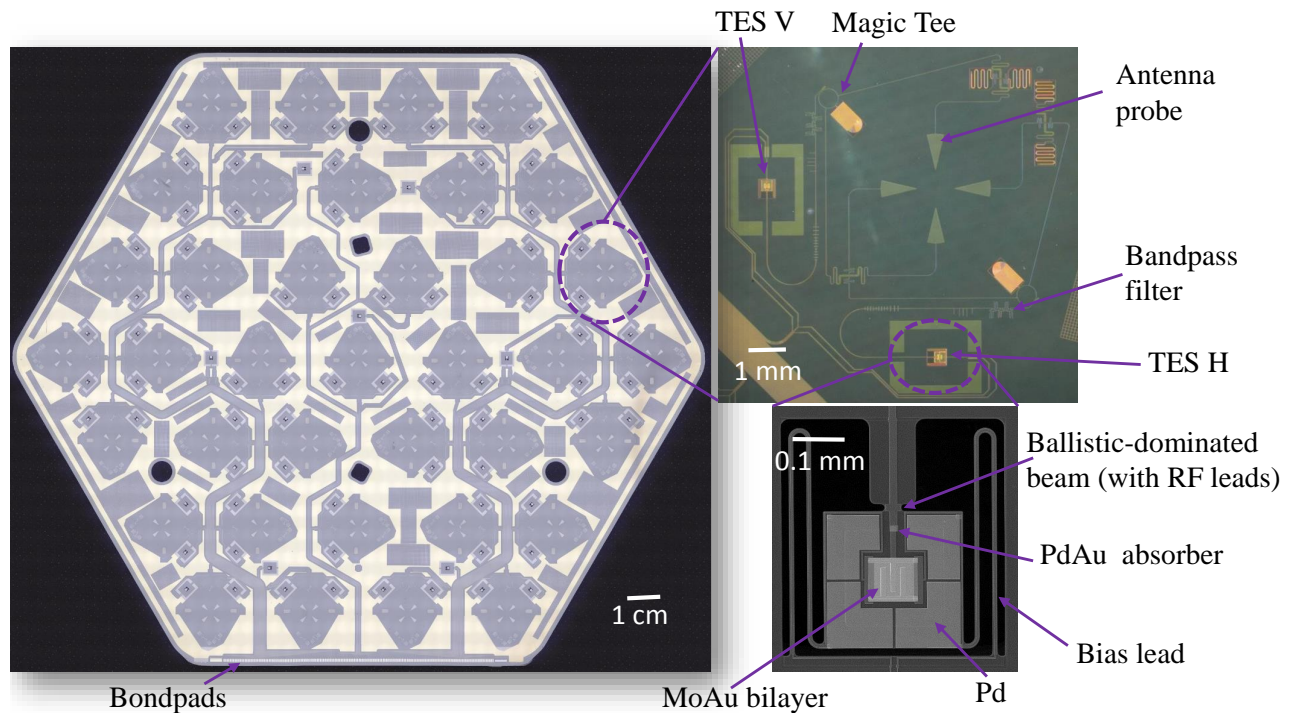 TES V
Magic Tee
Antenna
probe
Bandpass
filter
1 mm
TES H
0.1 mm
Ballistic-dominated
beam (with RF leads)
PdAu absorber
1 cm
Bias lead
Bondpads
MoAu bilayer
Pd